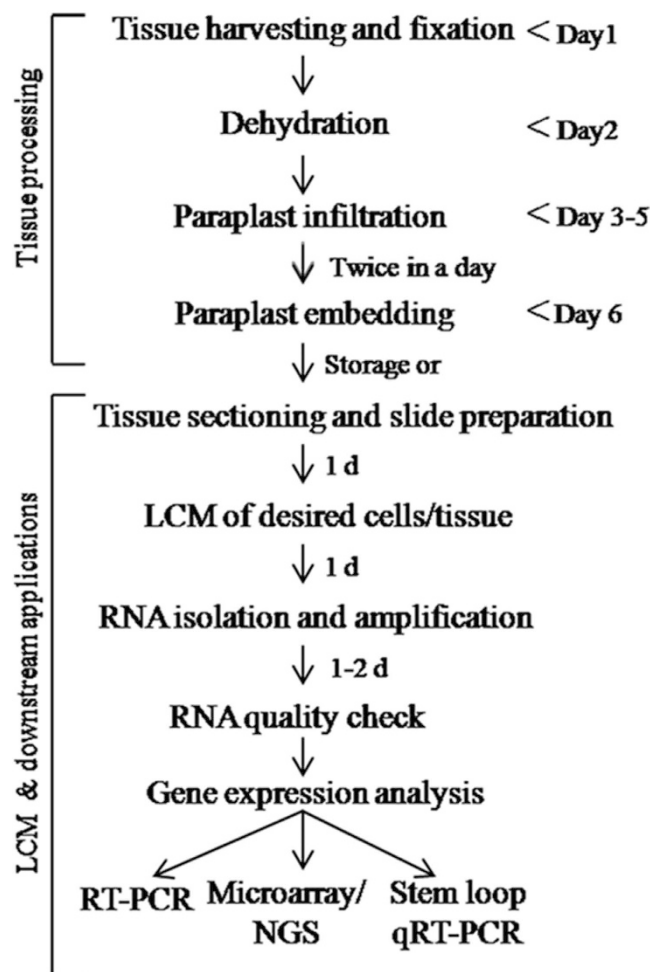 Tissue processing
Tissue harvesting and fixation < Day1
Dehydration < Day2
Paraplast infiltration < Day 3-5
Twice in a day
Paraplast embedding < Day 6
Storage or
LCM & downstream applications
Tissue sectioning and slide preparation
1 d
LCM of desired cells/tissue
1 d
RNA isolation and amplification
1-2 d
RNA quality check
Gene expression analysis
RT-PCR
Microarray/
NGS
Stem loop
qRT-PCR